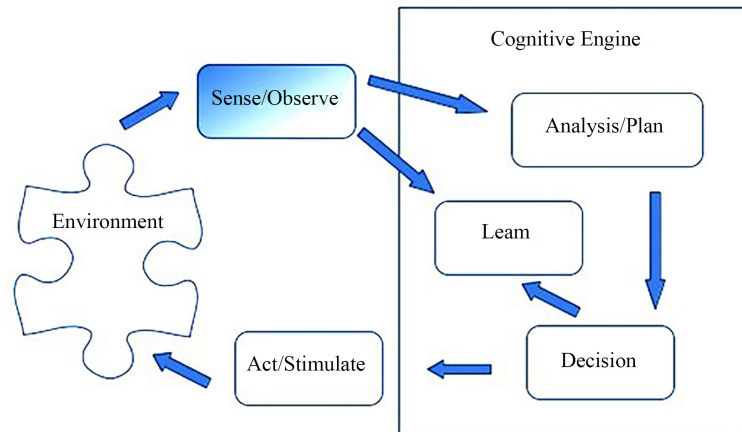 Cognitive Engine
Sense/Observe
Analysis/Plan
Environment
Leam
Act/Stimulate
Decision